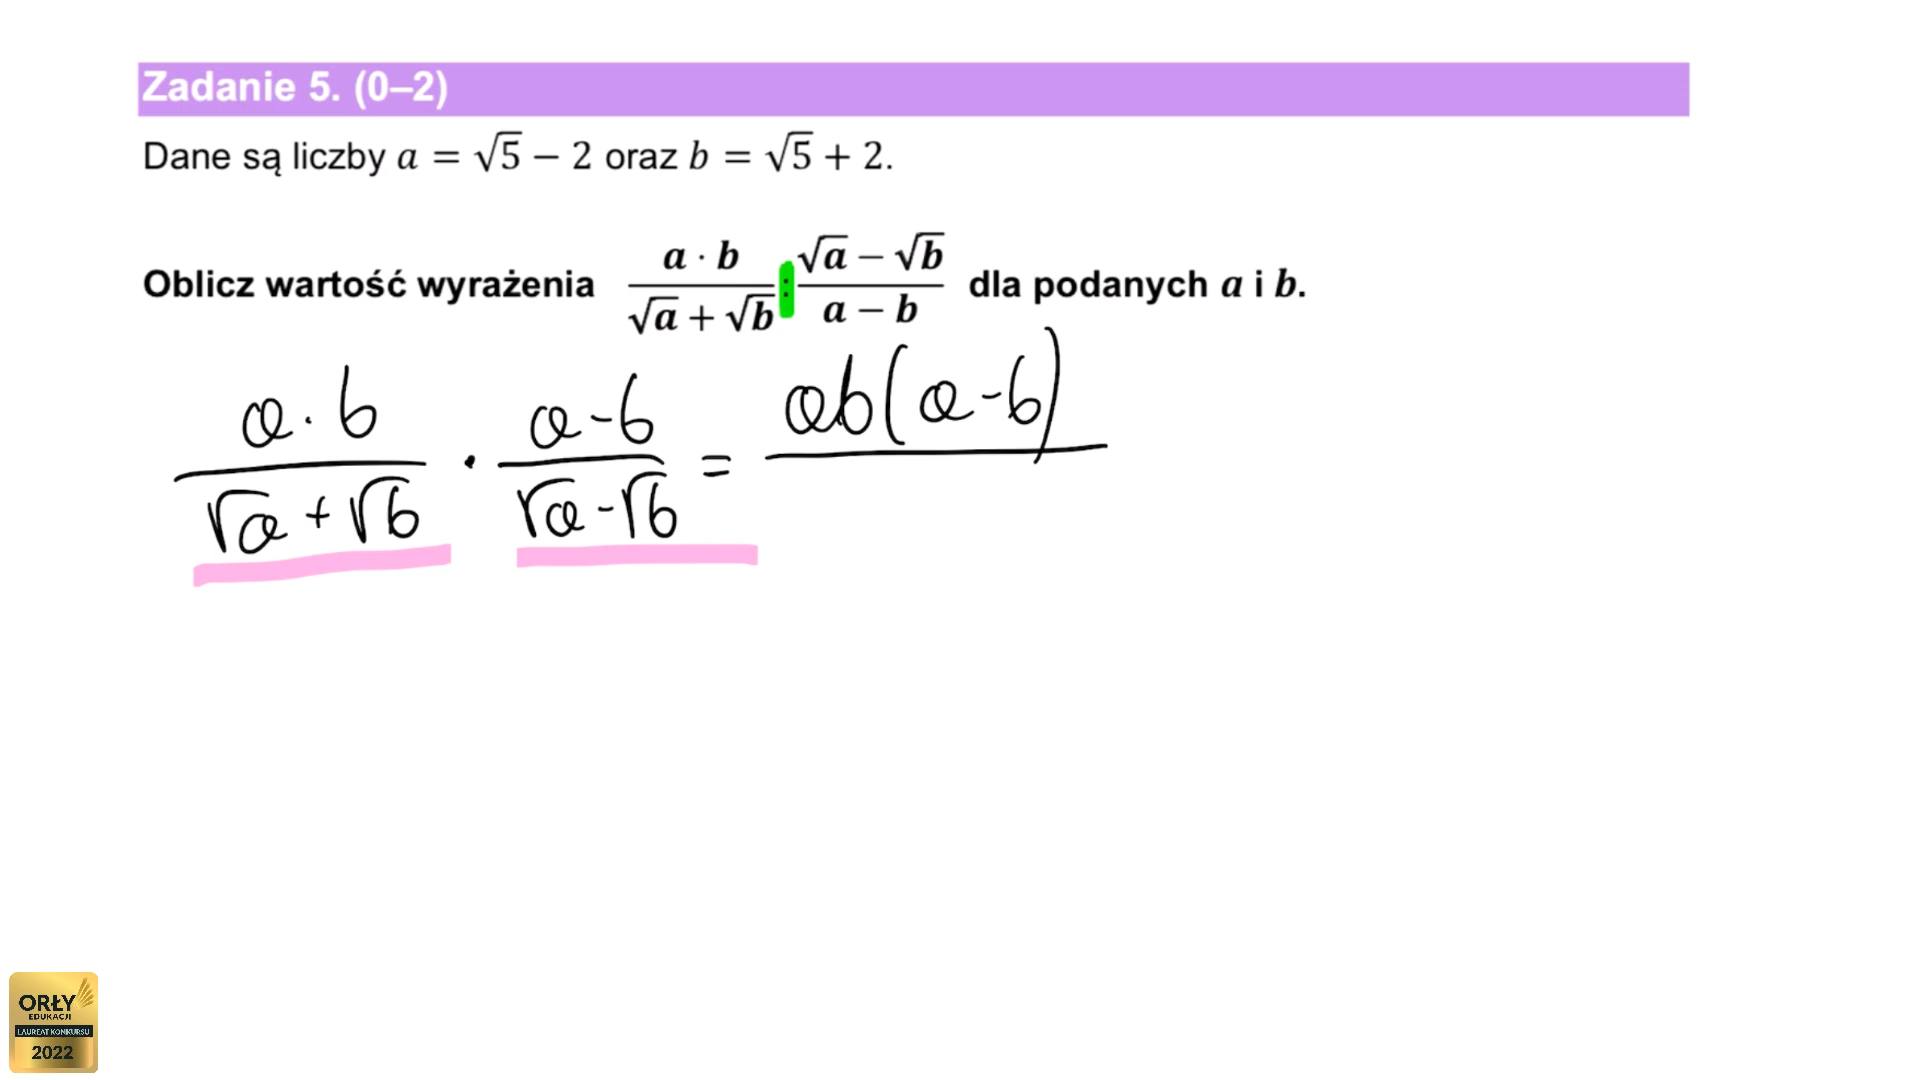 Zadanie 5. (0–2)
Dane są liczby a = √5 − 2 oraz b = √5 + 2.
Oblicz wartość wyrażenia (a · b)/(√a + √b) : (√a − √b)/(a − b) dla podanych a i b.
(a · b)/(√a + √b) · (a - b)/(√a - √b) = ab(a - b)
ORŁY
EDUKACJI
LAUREAT KONKURSU
2022